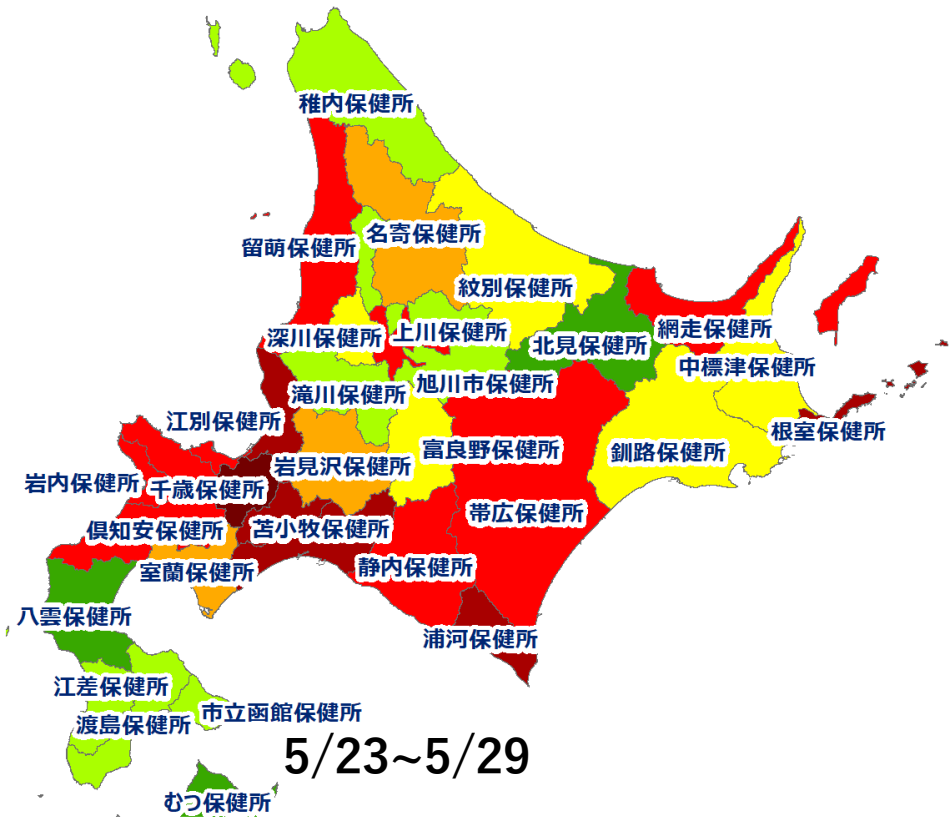 稚内保健所
名寄保健所
留萌保健所
紋別保健所
深川保健所
上川保健所
北見保健所
網走保健所
中標津保健所
滝川保健所
旭川市保健所
江別保健所
根室保健所
富良野保健所
釧路保健所
岩見沢保健所
岩内保健所
千歳保健所
帯広保健所
倶知安保健所
苫小牧保健所
静内保健所
室蘭保健所
八雲保健所
浦河保健所
江差保健所
市立函館保健所
渡島保健所
5/23~5/29
むつ保健所